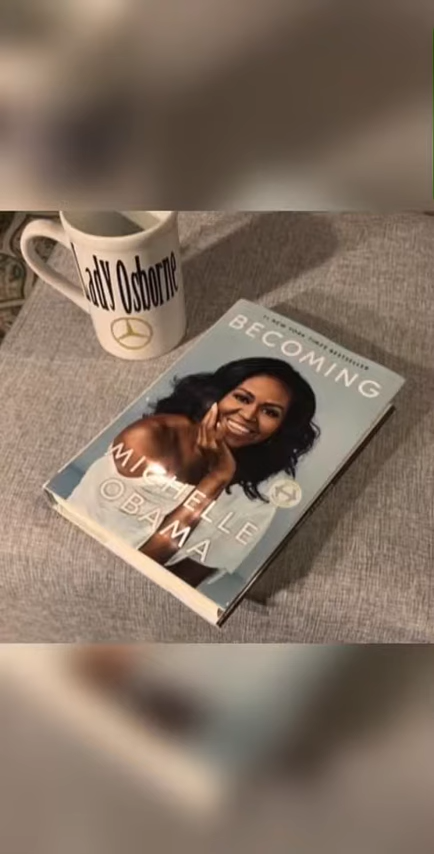 Lady Osborne
#1 NEW YORK TIMES BESTSELLER
BECOMING
MICHELLE
OBAMA